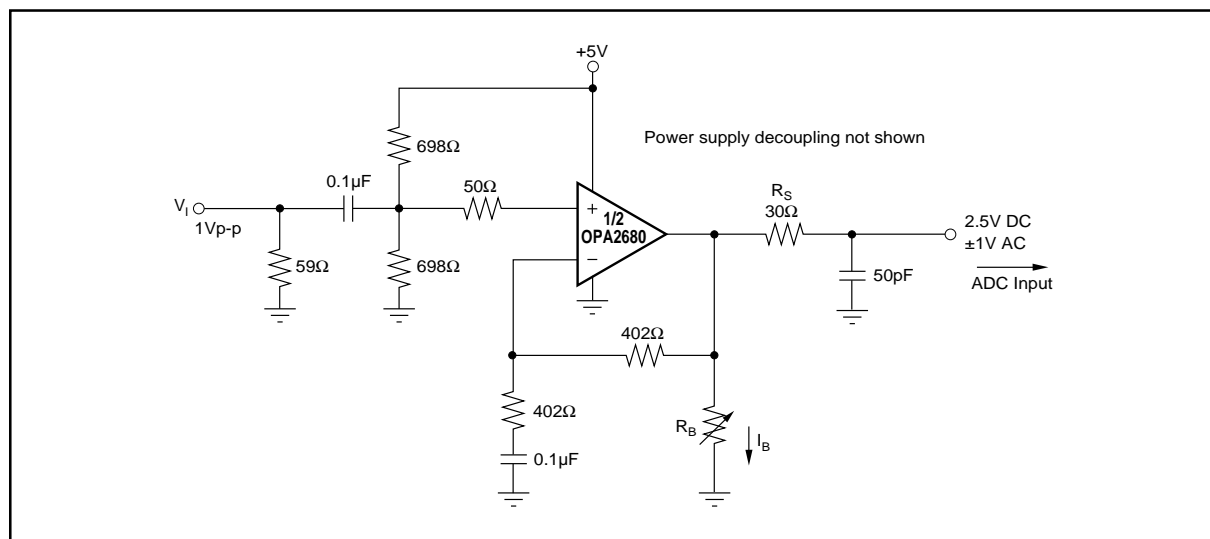 +5V
Power supply decoupling not shown
698Ω
0.1µF
50Ω
V_I
1Vp-p
+
1/2
OPA2680
−
R_S
30Ω
2.5V DC
±1V AC
ADC Input
59Ω
698Ω
50pF
402Ω
402Ω
R_B
I_B
0.1µF